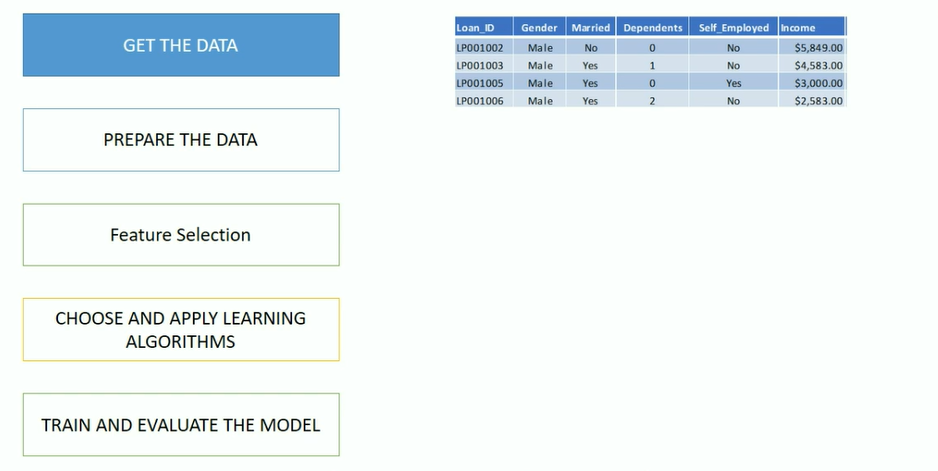 GET THE DATA
PREPARE THE DATA
Feature Selection
CHOOSE AND APPLY LEARNING
ALGORITHMS
TRAIN AND EVALUATE THE MODEL
Loan_ID Gender Married Dependents Self_Employed Income
LP001002 Male No 0 No $5,849.00
LP001003 Male Yes 1 No $4,583.00
LP001005 Male Yes 0 Yes $3,000.00
LP001006 Male Yes 2 No $2,583.00